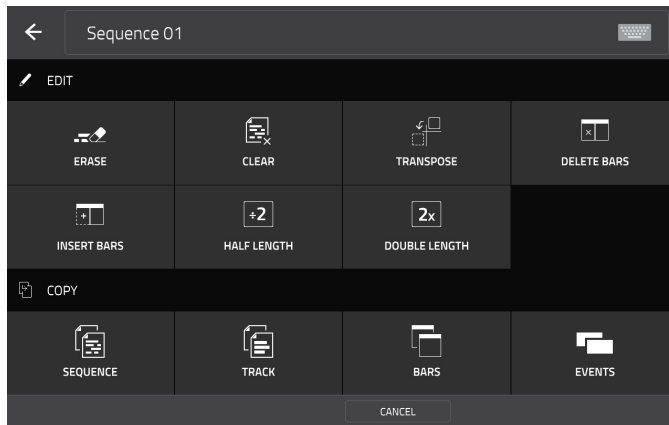 Sequence 01
EDIT
ERASE
CLEAR
TRANSPOSE
DELETE BARS
÷2
2x
INSERT BARS
HALF LENGTH
DOUBLE LENGTH
COPY
SEQUENCE
TRACK
BARS
EVENTS
CANCEL